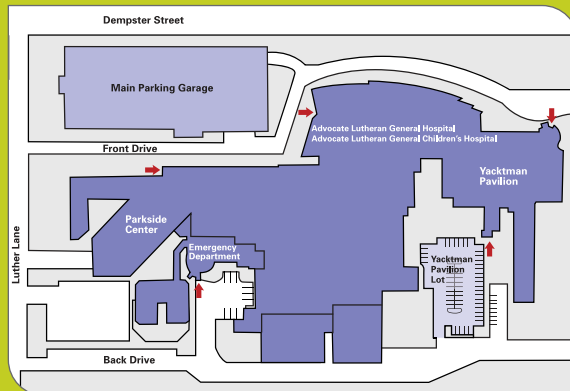 Dempster Street
Main Parking Garage
Advocate Lutheran General Hospital
Advocate Lutheran General Children's Hospital
Front Drive
Yacktman
Pavilion
Parkside
Center
Luther Lane
Emergency
Department
Yacktman
Pavilion
Lot
Back Drive